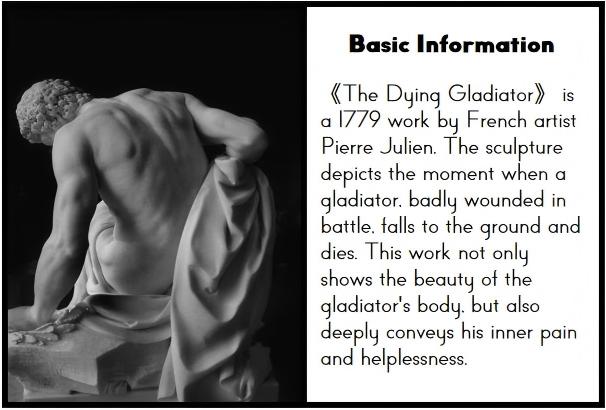 Basic Information
《The Dying Gladiator》 is
a 1779 work by French artist
Pierre Julien. The sculpture
depicts the moment when a
gladiator, badly wounded in
battle, falls to the ground and
dies. This work not only
shows the beauty of the
gladiator's body, but also
deeply conveys his inner pain
and helplessness.